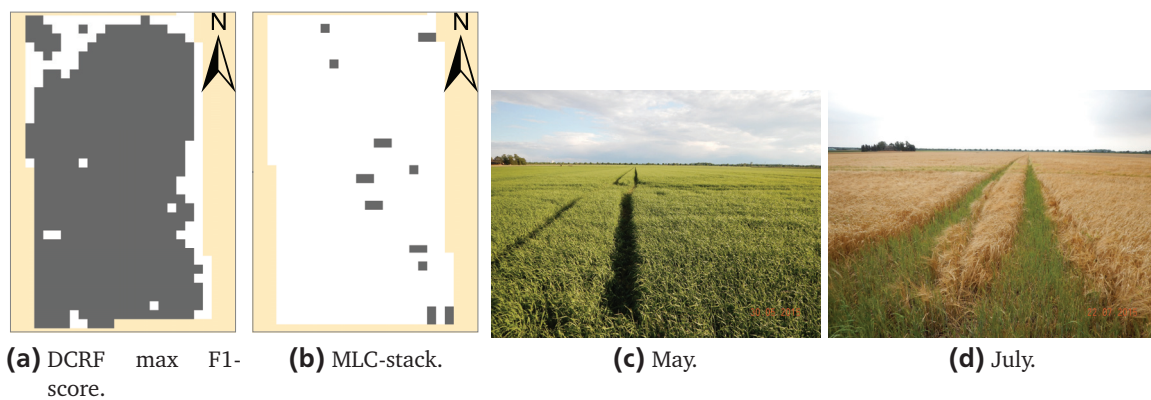 N
N
(a) DCRF max F1-
score.
(b) MLC-stack.
(c) May.
(d) July.